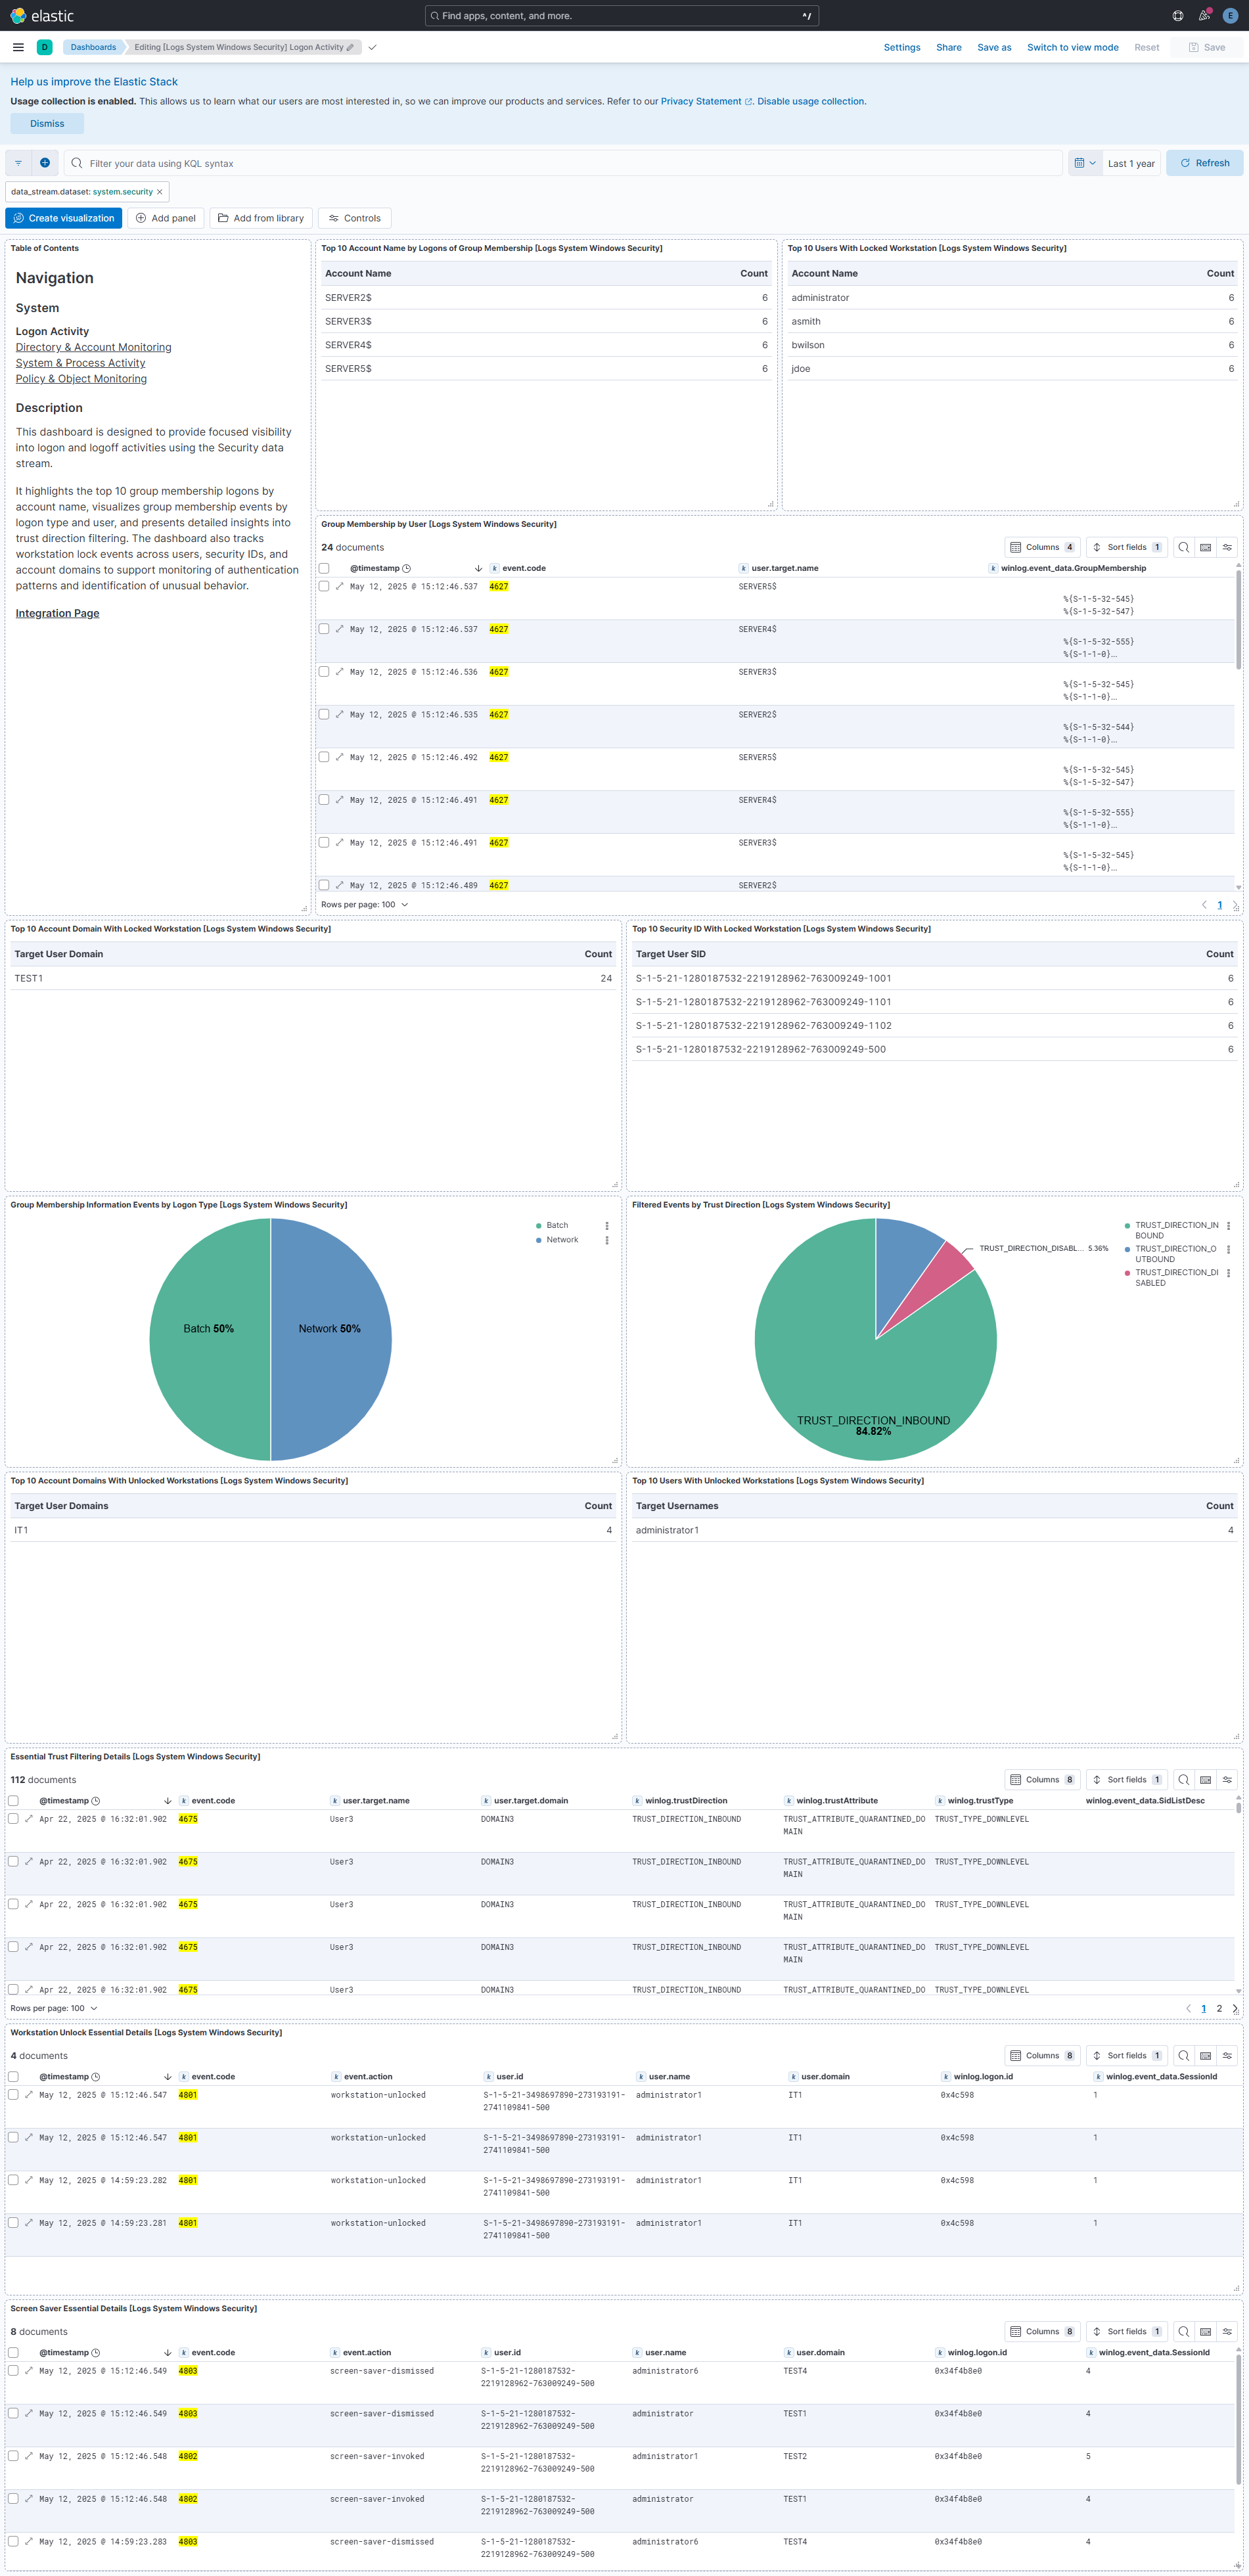 elastic
Find apps, content, and more.
^/
E
D
Dashboards
Editing [Logs System Windows Security] Logon Activity
Settings
Share
Save as
Switch to view mode
Reset
Save
Help us improve the Elastic Stack
Usage collection is enabled. This allows us to learn what our users are most interested in, so we can improve our products and services. Refer to our Privacy Statement. Disable usage collection.
Dismiss
Filter your data using KQL syntax
Last 1 year
Refresh
data_stream.dataset: system.security ×
Create visualization
Add panel
Add from library
Controls
Table of Contents
Navigation
System
Logon Activity
Directory & Account Monitoring
System & Process Activity
Policy & Object Monitoring
Description
This dashboard is designed to provide focused visibility
into logon and logoff activities using the Security data
stream.
It highlights the top 10 group membership logons by
account name, visualizes group membership events by
logon type and user, and presents detailed insights into
trust direction filtering. The dashboard also tracks
workstation lock events across users, security IDs, and
account domains to support monitoring of authentication
patterns and identification of unusual behavior.
Integration Page
Top 10 Account Name by Logons of Group Membership [Logs System Windows Security]
Account Name Count
SERVER2$ 6
SERVER3$ 6
SERVER4$ 6
SERVER5$ 6
Top 10 Users With Locked Workstation [Logs System Windows Security]
Account Name Count
administrator 6
asmith 6
bwilson 6
jdoe 6
Group Membership by User [Logs System Windows Security]
24 documents
Columns 4
Sort fields 1
@timestamp k event.code k user.target.name k winlog.event_data.GroupMembership
May 12, 2025 @ 15:12:46.537 4627 SERVER5$
%{S-1-5-32-545}
%{S-1-5-32-547}
May 12, 2025 @ 15:12:46.537 4627 SERVER4$
%{S-1-5-32-555}
%{S-1-1-0}…
May 12, 2025 @ 15:12:46.536 4627 SERVER3$
%{S-1-5-32-545}
%{S-1-1-0}…
May 12, 2025 @ 15:12:46.535 4627 SERVER2$
%{S-1-5-32-544}
%{S-1-1-0}…
May 12, 2025 @ 15:12:46.492 4627 SERVER5$
%{S-1-5-32-545}
%{S-1-5-32-547}
May 12, 2025 @ 15:12:46.491 4627 SERVER4$
%{S-1-5-32-555}
%{S-1-1-0}…
May 12, 2025 @ 15:12:46.491 4627 SERVER3$
%{S-1-5-32-545}
%{S-1-1-0}…
May 12, 2025 @ 15:12:46.489 4627 SERVER2$
Rows per page: 100
1
Top 10 Account Domain With Locked Workstation [Logs System Windows Security]
Target User Domain Count
TEST1 24
Top 10 Security ID With Locked Workstation [Logs System Windows Security]
Target User SID Count
S-1-5-21-1280187532-2219128962-763009249-1001 6
S-1-5-21-1280187532-2219128962-763009249-1101 6
S-1-5-21-1280187532-2219128962-763009249-1102 6
S-1-5-21-1280187532-2219128962-763009249-500 6
Group Membership Information Events by Logon Type [Logs System Windows Security]
Batch
Network
Batch 50%
Network 50%
Filtered Events by Trust Direction [Logs System Windows Security]
TRUST_DIRECTION_IN
BOUND
TRUST_DIRECTION_O
UTBOUND
TRUST_DIRECTION_DI
SABLED
TRUST_DIRECTION_DISABL… 5.36%
TRUST_DIRECTION_INBOUND
84.82%
Top 10 Account Domains With Unlocked Workstations [Logs System Windows Security]
Target User Domains Count
IT1 4
Top 10 Users With Unlocked Workstations [Logs System Windows Security]
Target Usernames Count
administrator1 4
Essential Trust Filtering Details [Logs System Windows Security]
112 documents
Columns 8
Sort fields 1
@timestamp k event.code k user.target.name k user.target.domain k winlog.trustDirection k winlog.trustAttribute k winlog.trustType winlog.event_data.SidListDesc
Apr 22, 2025 @ 16:32:01.902 4675 User3 DOMAIN3 TRUST_DIRECTION_INBOUND TRUST_ATTRIBUTE_QUARANTINED_DO TRUST_TYPE_DOWNLEVEL
MAIN
Apr 22, 2025 @ 16:32:01.902 4675 User3 DOMAIN3 TRUST_DIRECTION_INBOUND TRUST_ATTRIBUTE_QUARANTINED_DO TRUST_TYPE_DOWNLEVEL
MAIN
Apr 22, 2025 @ 16:32:01.902 4675 User3 DOMAIN3 TRUST_DIRECTION_INBOUND TRUST_ATTRIBUTE_QUARANTINED_DO TRUST_TYPE_DOWNLEVEL
MAIN
Apr 22, 2025 @ 16:32:01.902 4675 User3 DOMAIN3 TRUST_DIRECTION_INBOUND TRUST_ATTRIBUTE_QUARANTINED_DO TRUST_TYPE_DOWNLEVEL
MAIN
Apr 22, 2025 @ 16:32:01.902 4675 User3 DOMAIN3 TRUST_DIRECTION_INBOUND TRUST_ATTRIBUTE_QUARANTINED_DO TRUST_TYPE_DOWNLEVEL
Rows per page: 100
1 2
Workstation Unlock Essential Details [Logs System Windows Security]
4 documents
Columns 8
Sort fields 1
@timestamp k event.code k event.action k user.id k user.name k user.domain k winlog.logon.id k winlog.event_data.SessionId
May 12, 2025 @ 15:12:46.547 4801 workstation-unlocked S-1-5-21-3498697890-273193191- administrator1 IT1 0x4c598 1
2741109841-500
May 12, 2025 @ 15:12:46.547 4801 workstation-unlocked S-1-5-21-3498697890-273193191- administrator1 IT1 0x4c598 1
2741109841-500
May 12, 2025 @ 14:59:23.282 4801 workstation-unlocked S-1-5-21-3498697890-273193191- administrator1 IT1 0x4c598 1
2741109841-500
May 12, 2025 @ 14:59:23.281 4801 workstation-unlocked S-1-5-21-3498697890-273193191- administrator1 IT1 0x4c598 1
2741109841-500
Screen Saver Essential Details [Logs System Windows Security]
8 documents
Columns 8
Sort fields 1
@timestamp k event.code k event.action k user.id k user.name k user.domain k winlog.logon.id k winlog.event_data.SessionId
May 12, 2025 @ 15:12:46.549 4803 screen-saver-dismissed S-1-5-21-1280187532- administrator6 TEST4 0x34f4b8e0 4
2219128962-763009249-500
May 12, 2025 @ 15:12:46.549 4803 screen-saver-dismissed S-1-5-21-1280187532- administrator TEST1 0x34f4b8e0 4
2219128962-763009249-500
May 12, 2025 @ 15:12:46.548 4802 screen-saver-invoked S-1-5-21-1280187532- administrator1 TEST2 0x34f4b8e0 5
2219128962-763009249-500
May 12, 2025 @ 15:12:46.548 4802 screen-saver-invoked S-1-5-21-1280187532- administrator TEST1 0x34f4b8e0 4
2219128962-763009249-500
May 12, 2025 @ 14:59:23.283 4803 screen-saver-dismissed S-1-5-21-1280187532- administrator6 TEST4 0x34f4b8e0 4
2219128962-763009249-500